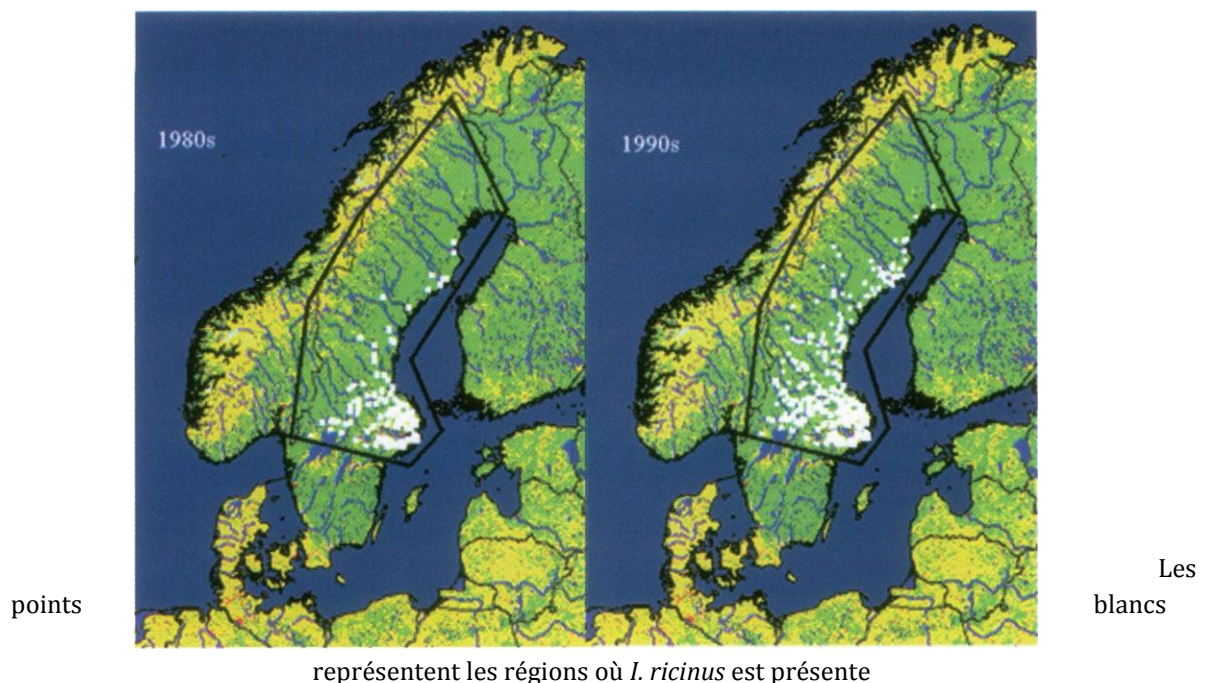 1980s
1990s
Les
points blancs
représentent les régions où I. ricinus est présente